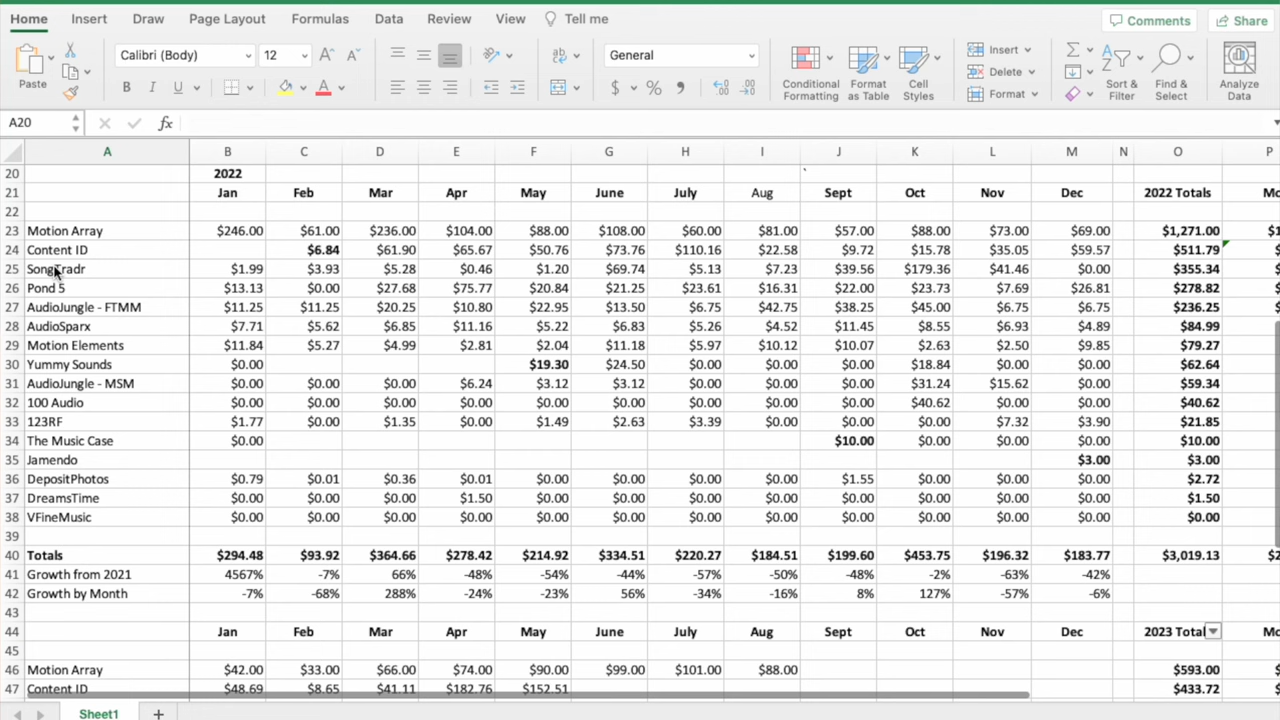 Home Insert Draw Page Layout Formulas Data Review View Tell me Comments Share
Calibri (Body) 12 A A General Insert Σ
Paste B I U A $ % Conditional Formatting Format as Table Cell Styles Delete Format Sort & Filter Find & Select Analyze Data
A20 fx
A B C D E F G H I J K L M N O P
20 2022 `
21 Jan Feb Mar Apr May June July Aug Sept Oct Nov Dec 2022 Totals Mo
22
23 Motion Array $246.00 $61.00 $236.00 $104.00 $88.00 $108.00 $60.00 $81.00 $57.00 $88.00 $73.00 $69.00 $1,271.00 $1
24 Content ID $6.84 $61.90 $65.67 $50.76 $73.76 $110.16 $22.58 $9.72 $15.78 $35.05 $59.57 $511.79 $
25 SongTradr $1.99 $3.93 $5.28 $0.46 $1.20 $69.74 $5.13 $7.23 $39.56 $179.36 $41.46 $0.00 $355.34 $
26 Pond 5 $13.13 $0.00 $27.68 $75.77 $20.84 $21.25 $23.61 $16.31 $22.00 $23.73 $7.69 $26.81 $278.82 $
27 AudioJungle - FTMM $11.25 $11.25 $20.25 $10.80 $22.95 $13.50 $6.75 $42.75 $38.25 $45.00 $6.75 $6.75 $236.25 $
28 AudioSparx $7.71 $5.62 $6.85 $11.16 $5.22 $6.83 $5.26 $4.52 $11.45 $8.55 $6.93 $4.89 $84.99 $
29 Motion Elements $11.84 $5.27 $4.99 $2.81 $2.04 $11.18 $5.97 $10.12 $10.07 $2.63 $2.50 $9.85 $79.27 $
30 Yummy Sounds $0.00 $19.30 $24.50 $0.00 $0.00 $0.00 $18.84 $0.00 $0.00 $62.64 $
31 AudioJungle - MSM $0.00 $0.00 $0.00 $6.24 $3.12 $3.12 $0.00 $0.00 $0.00 $31.24 $15.62 $0.00 $59.34 $
32 100 Audio $0.00 $0.00 $0.00 $0.00 $0.00 $0.00 $0.00 $0.00 $0.00 $40.62 $0.00 $0.00 $40.62 $
33 123RF $1.77 $0.00 $1.35 $0.00 $1.49 $2.63 $3.39 $0.00 $0.00 $0.00 $7.32 $3.90 $21.85 $
34 The Music Case $0.00 $10.00 $0.00 $0.00 $0.00 $10.00 $
35 Jamendo $3.00 $3.00 $
36 DepositPhotos $0.79 $0.01 $0.36 $0.01 $0.00 $0.00 $0.00 $0.00 $1.55 $0.00 $0.00 $0.00 $2.72 $
37 DreamsTime $0.00 $0.00 $0.00 $1.50 $0.00 $0.00 $0.00 $0.00 $0.00 $0.00 $0.00 $0.00 $1.50 $
38 VFineMusic $0.00 $0.00 $0.00 $0.00 $0.00 $0.00 $0.00 $0.00 $0.00 $0.00 $0.00 $0.00 $0.00 $
39
40 Totals $294.48 $93.92 $364.66 $278.42 $214.92 $334.51 $220.27 $184.51 $199.60 $453.75 $196.32 $183.77 $3,019.13 $2
41 Growth from 2021 4567% -7% 66% -48% -54% -44% -57% -50% -48% -2% -63% -42%
42 Growth by Month -7% -68% 288% -24% -23% 56% -34% -16% 8% 127% -57% -6%
43
44 Jan Feb Mar Apr May June July Aug Sept Oct Nov Dec 2023 Total Mo
45
46 Motion Array $42.00 $33.00 $66.00 $74.00 $90.00 $99.00 $101.00 $88.00 $593.00 $
47 Content ID $48.69 $8.65 $41.11 $182.76 $152.51 $433.72 $
Sheet1 +